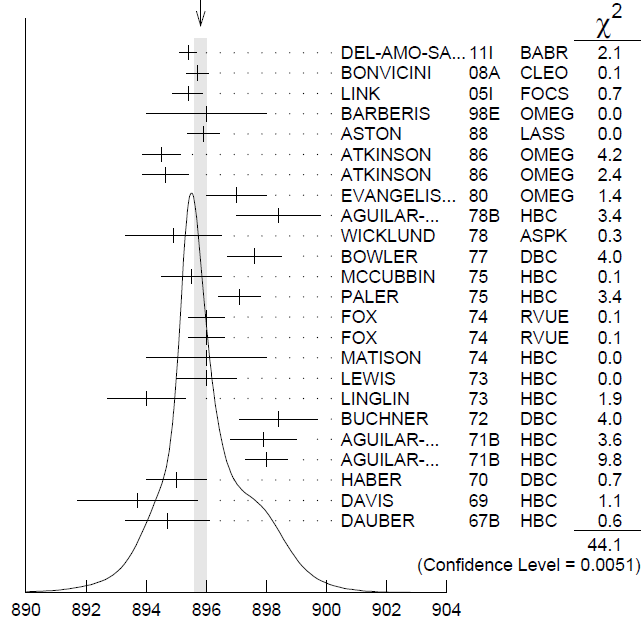 χ2
DEL-AMO-SA... 11I BABR 2.1
BONVICINI 08A CLEO 0.1
LINK 05I FOCS 0.7
BARBERIS 98E OMEG 0.0
ASTON 88 LASS 0.0
ATKINSON 86 OMEG 4.2
ATKINSON 86 OMEG 2.4
EVANGELIS... 80 OMEG 1.4
AGUILAR-... 78B HBC 3.4
WICKLUND 78 ASPK 0.3
BOWLER 77 DBC 4.0
MCCUBBIN 75 HBC 0.1
PALER 75 HBC 3.4
FOX 74 RVUE 0.1
FOX 74 RVUE 0.1
MATISON 74 HBC 0.0
LEWIS 73 HBC 0.0
LINGLIN 73 HBC 1.9
BUCHNER 72 DBC 4.0
AGUILAR-... 71B HBC 3.6
AGUILAR-... 71B HBC 9.8
HABER 70 DBC 0.7
DAVIS 69 HBC 1.1
DAUBER 67B HBC 0.6
44.1
(Confidence Level = 0.0051)
890 892 894 896 898 900 902 904